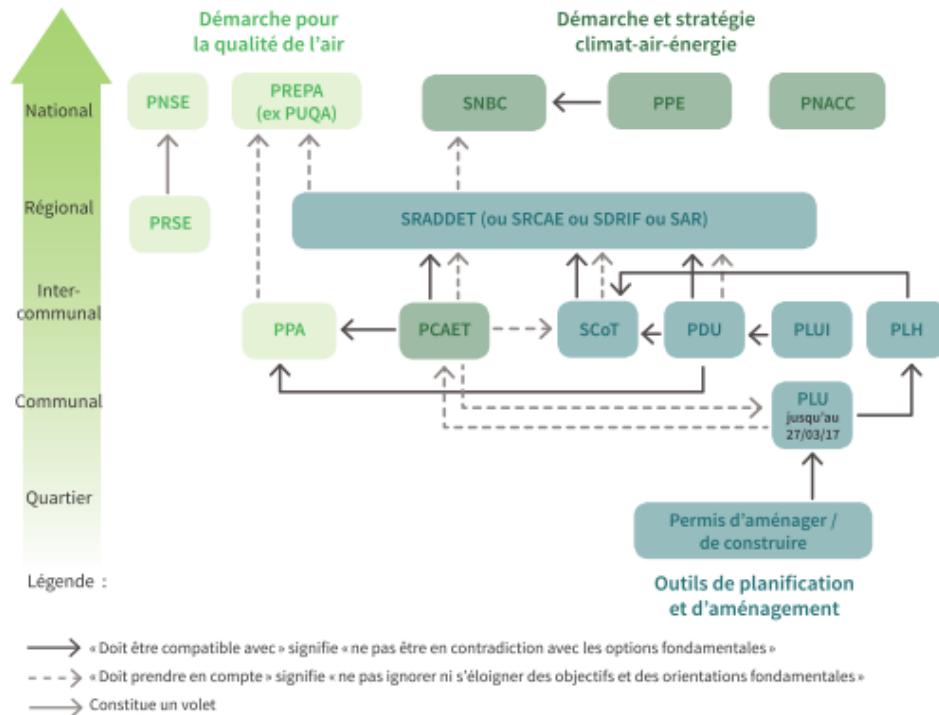 Démarche pour
la qualité de l'air
Démarche et stratégie
climat-air-énergie
National
PNSE
PREPA
(ex PUQA)
SNBC
PPE
PNACC
Régional
PRSE
SRADDET (ou SRCAE ou SDRIF ou SAR)
Inter-
communal
PPA
PCAET
SCoT
PDU
PLUI
PLH
Communal
PLU
jusqu'au
27/03/17
Quartier
Permis d'aménager /
de construire
Légende :
Outils de planification
et d'aménagement
« Doit être compatible avec » signifie « ne pas être en contradiction avec les options fondamentales »
« Doit prendre en compte » signifie « ne pas ignorer ni s'éloigner des objectifs et des orientations fondamentales »
Constitue un volet